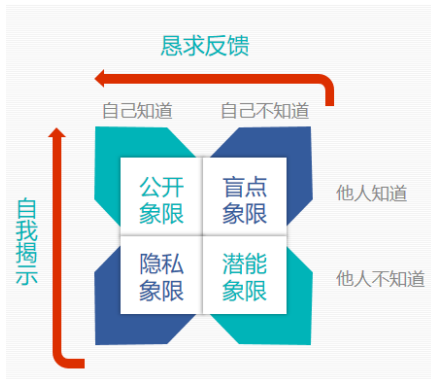 恳求反馈
自己知道
自己不知道
公开
象限
盲点
象限
他人知道
自我揭示
隐私
象限
潜能
象限
他人不知道